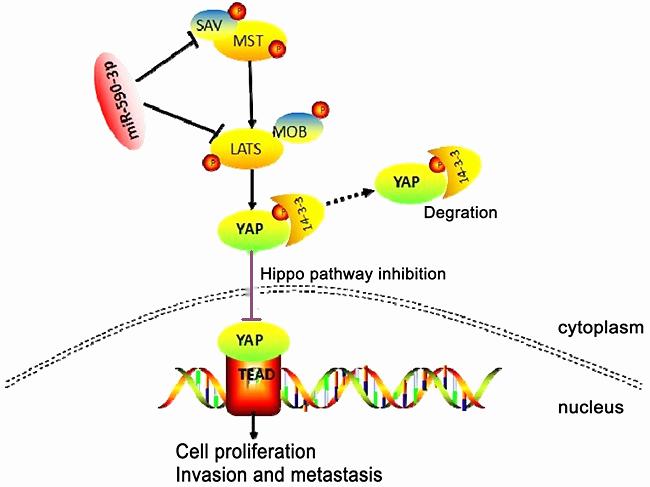 SAV
P
MST
P
miR-590-3p
P
MOB
LATS
P
YAP
P
14-3-3
YAP
P
14-3-3
Degration
Hippo pathway inhibition
cytoplasm
YAP
TEAD
nucleus
Cell proliferation
Invasion and metastasis